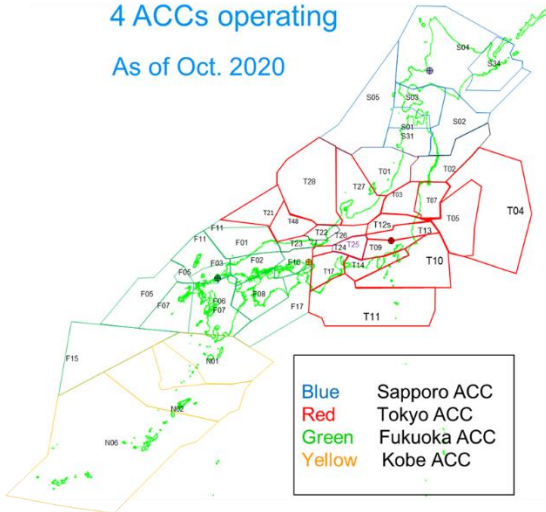 4 ACCs operating
As of Oct. 2020
S04
S34
S05
S03
S02
S01
S31
T01
T02
T28
T27
T03
T07
T04
T21
T48
T05
T12s
T22
T26
T13
F11
F11
F01
T23
T24
T25
T09
T10
F03
F02
F16
T17
T14
F05
F06
F08
F05
F07
F07
F17
T11
F15
N01
N02
N06
Blue Sapporo ACC
Red Tokyo ACC
Green Fukuoka ACC
Yellow Kobe ACC